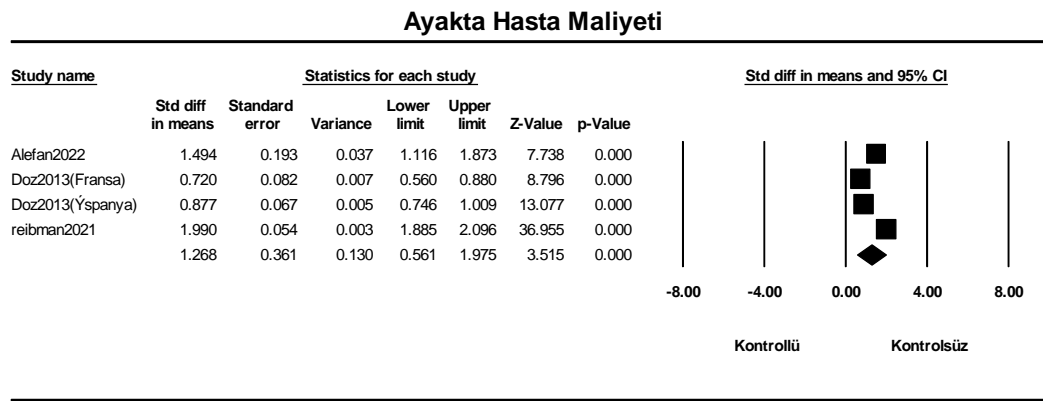 Ayakta Hasta Maliyeti
Study name Statistics for each study Std diff in means and 95% CI
Std diff Standard Lower Upper
in means error Variance limit limit Z-Value p-Value
Alefan2022 1.494 0.193 0.037 1.116 1.873 7.738 0.000
Doz2013(Fransa) 0.720 0.082 0.007 0.560 0.880 8.796 0.000
Doz2013(Ýspanya) 0.877 0.067 0.005 0.746 1.009 13.077 0.000
reibman2021 1.990 0.054 0.003 1.885 2.096 36.955 0.000
1.268 0.361 0.130 0.561 1.975 3.515 0.000
-8.00 -4.00 0.00 4.00 8.00
Kontrollü Kontrolsüz